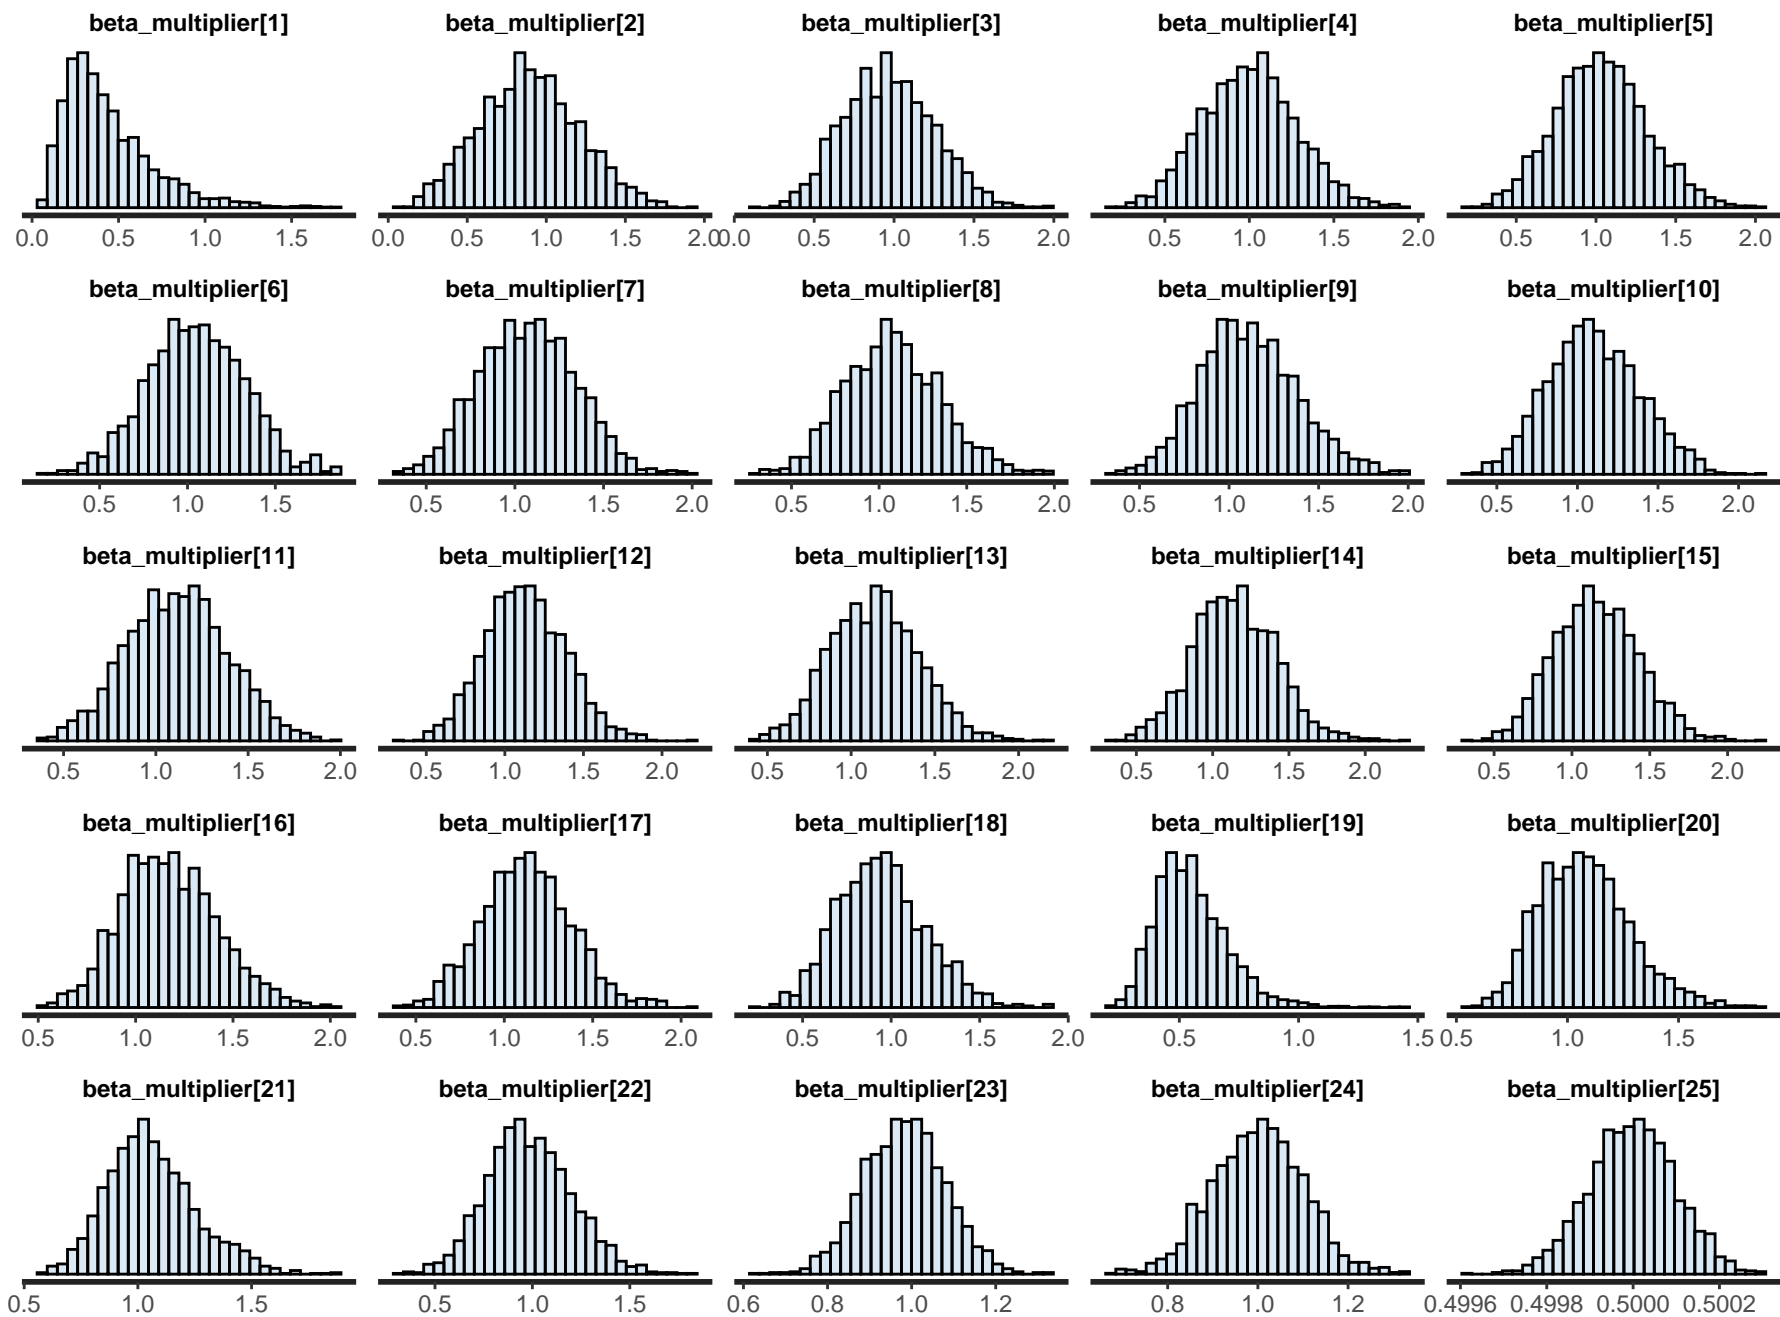 beta_multiplier[1] beta_multiplier[2] beta_multiplier[3] beta_multiplier[4] beta_multiplier[5]
0.0 0.5 1.0 1.5 0.0 0.5 1.0 1.5 2.0 0.0 0.5 1.0 1.5 2.0 0.5 1.0 1.5 2.0 0.5 1.0 1.5 2.0
beta_multiplier[6] beta_multiplier[7] beta_multiplier[8] beta_multiplier[9] beta_multiplier[10]
0.5 1.0 1.5 0.5 1.0 1.5 2.0 0.5 1.0 1.5 2.0 0.5 1.0 1.5 2.0 0.5 1.0 1.5 2.0
beta_multiplier[11] beta_multiplier[12] beta_multiplier[13] beta_multiplier[14] beta_multiplier[15]
0.5 1.0 1.5 2.0 0.5 1.0 1.5 2.0 0.5 1.0 1.5 2.0 0.5 1.0 1.5 2.0 0.5 1.0 1.5 2.0
beta_multiplier[16] beta_multiplier[17] beta_multiplier[18] beta_multiplier[19] beta_multiplier[20]
0.5 1.0 1.5 2.0 0.5 1.0 1.5 2.0 0.5 1.0 1.5 2.0 0.5 1.0 1.5 0.5 1.0 1.5
beta_multiplier[21] beta_multiplier[22] beta_multiplier[23] beta_multiplier[24] beta_multiplier[25]
0.5 1.0 1.5 0.5 1.0 1.5 0.6 0.8 1.0 1.2 0.8 1.0 1.2 0.4996 0.4998 0.5000 0.5002